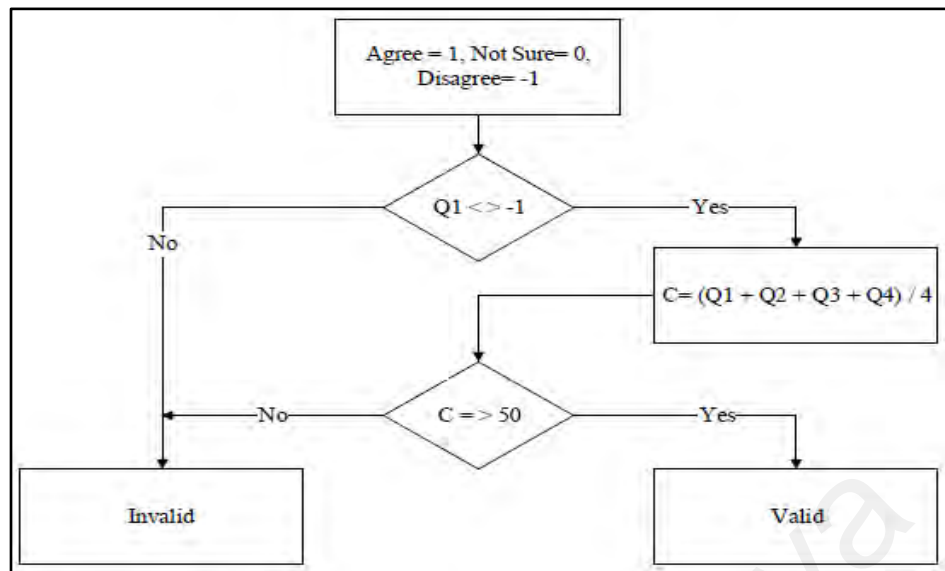 Agree = 1, Not Sure= 0,
Disagree= -1
Q1 <> -1
Yes
No
C= (Q1 + Q2 + Q3 + Q4) / 4
C = > 50
No
Yes
Invalid
Valid